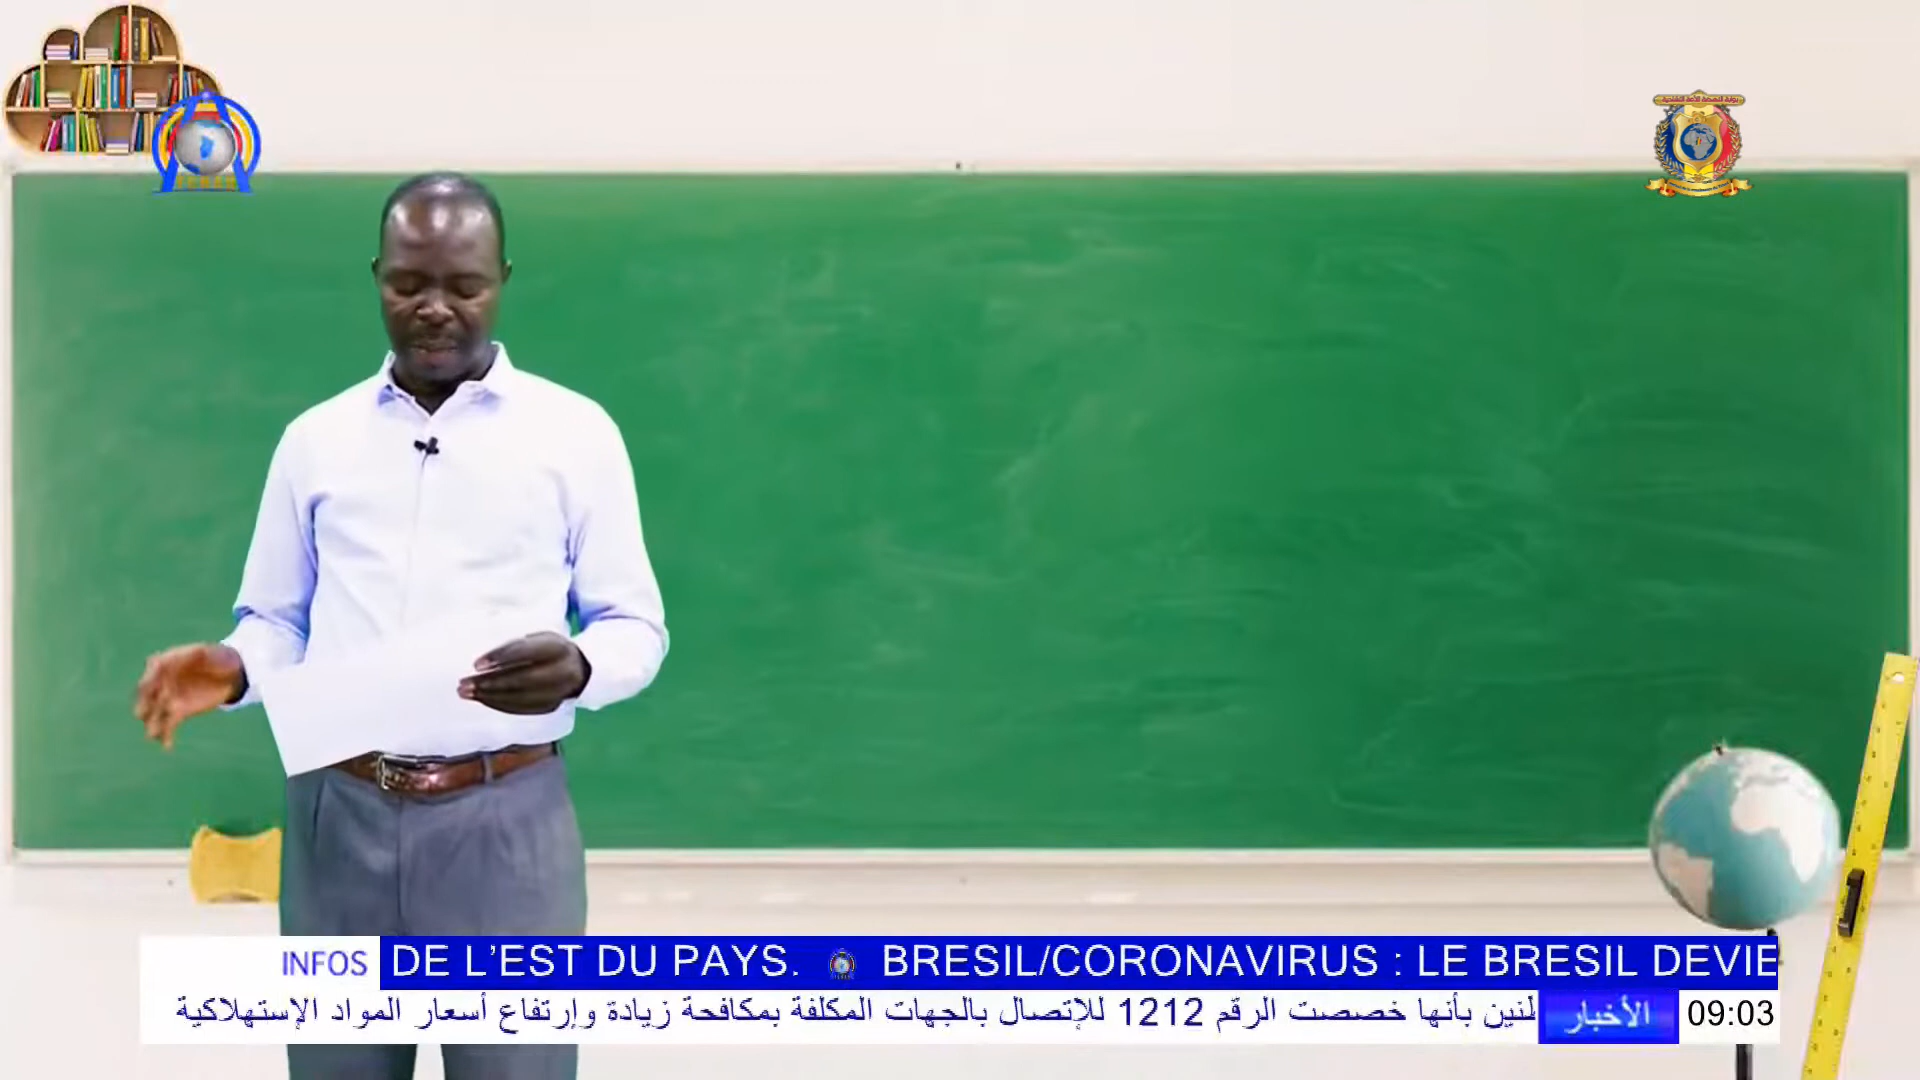 INFOS DE L’EST DU PAYS. BRESIL/CORONAVIRUS : LE BRESIL DEVIE
طنين بأنها خصصت الرقم 1212 للإتصال بالجهات المكلفة بمكافحة زيادة وإرتفاع أسعار المواد الإستهلاكية
الأخبار 09:03